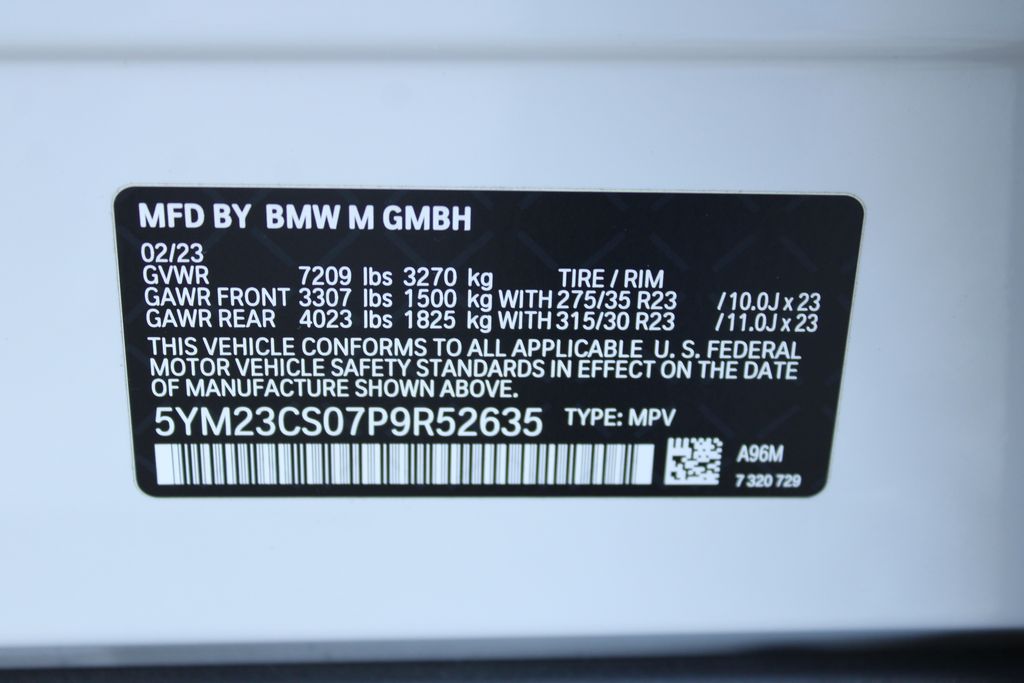 MFD BY BMW M GMBH
02/23
GVWR 7209 lbs 3270 kg TIRE / RIM
GAWR FRONT 3307 lbs 1500 kg WITH 275/35 R23 /10.0J x 23
GAWR REAR 4023 lbs 1825 kg WITH 315/30 R23 /11.0J x 23
THIS VEHICLE CONFORMS TO ALL APPLICABLE U. S. FEDERAL
MOTOR VEHICLE SAFETY STANDARDS IN EFFECT ON THE DATE
OF MANUFACTURE SHOWN ABOVE.
5YM23CS07P9R52635 TYPE: MPV
A96M
7 320 729